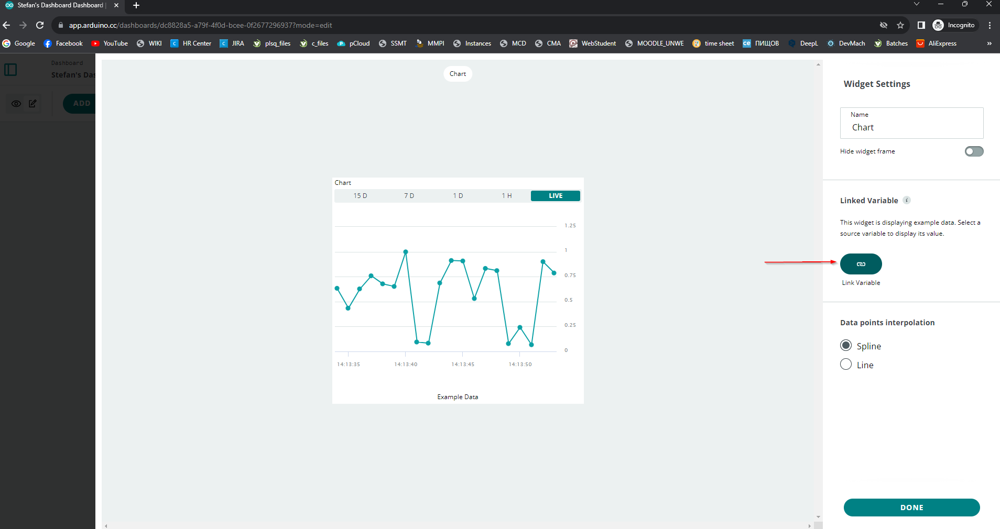 Stefan's Dashboard Dashboard |
app.arduino.cc/dashboards/dc8828a5-a79f-4f0d-bcee-0f2677296937?mode=edit
Incognito
Google Facebook YouTube WIKI HR Center JIRA plsq_files c_files pCloud SSMT MMPI Instances MCD CMA WebStudent MOODLE_UNWE time sheet ПИЩОВ DeepL DevMach Batches AliExpress »
Dashboard
Stefan's Das
ADD
Chart
Chart
15 D 7 D 1 D 1 H LIVE
1.25
1
0.75
0.5
0.25
0
14:13:35 14:13:40 14:13:45 14:13:50
Example Data
Widget Settings
Name
Chart
Hide widget frame
Linked Variable i
This widget is displaying example data. Select a
source variable to display its value.
Link Variable
Data points interpolation
Spline
Line
DONE